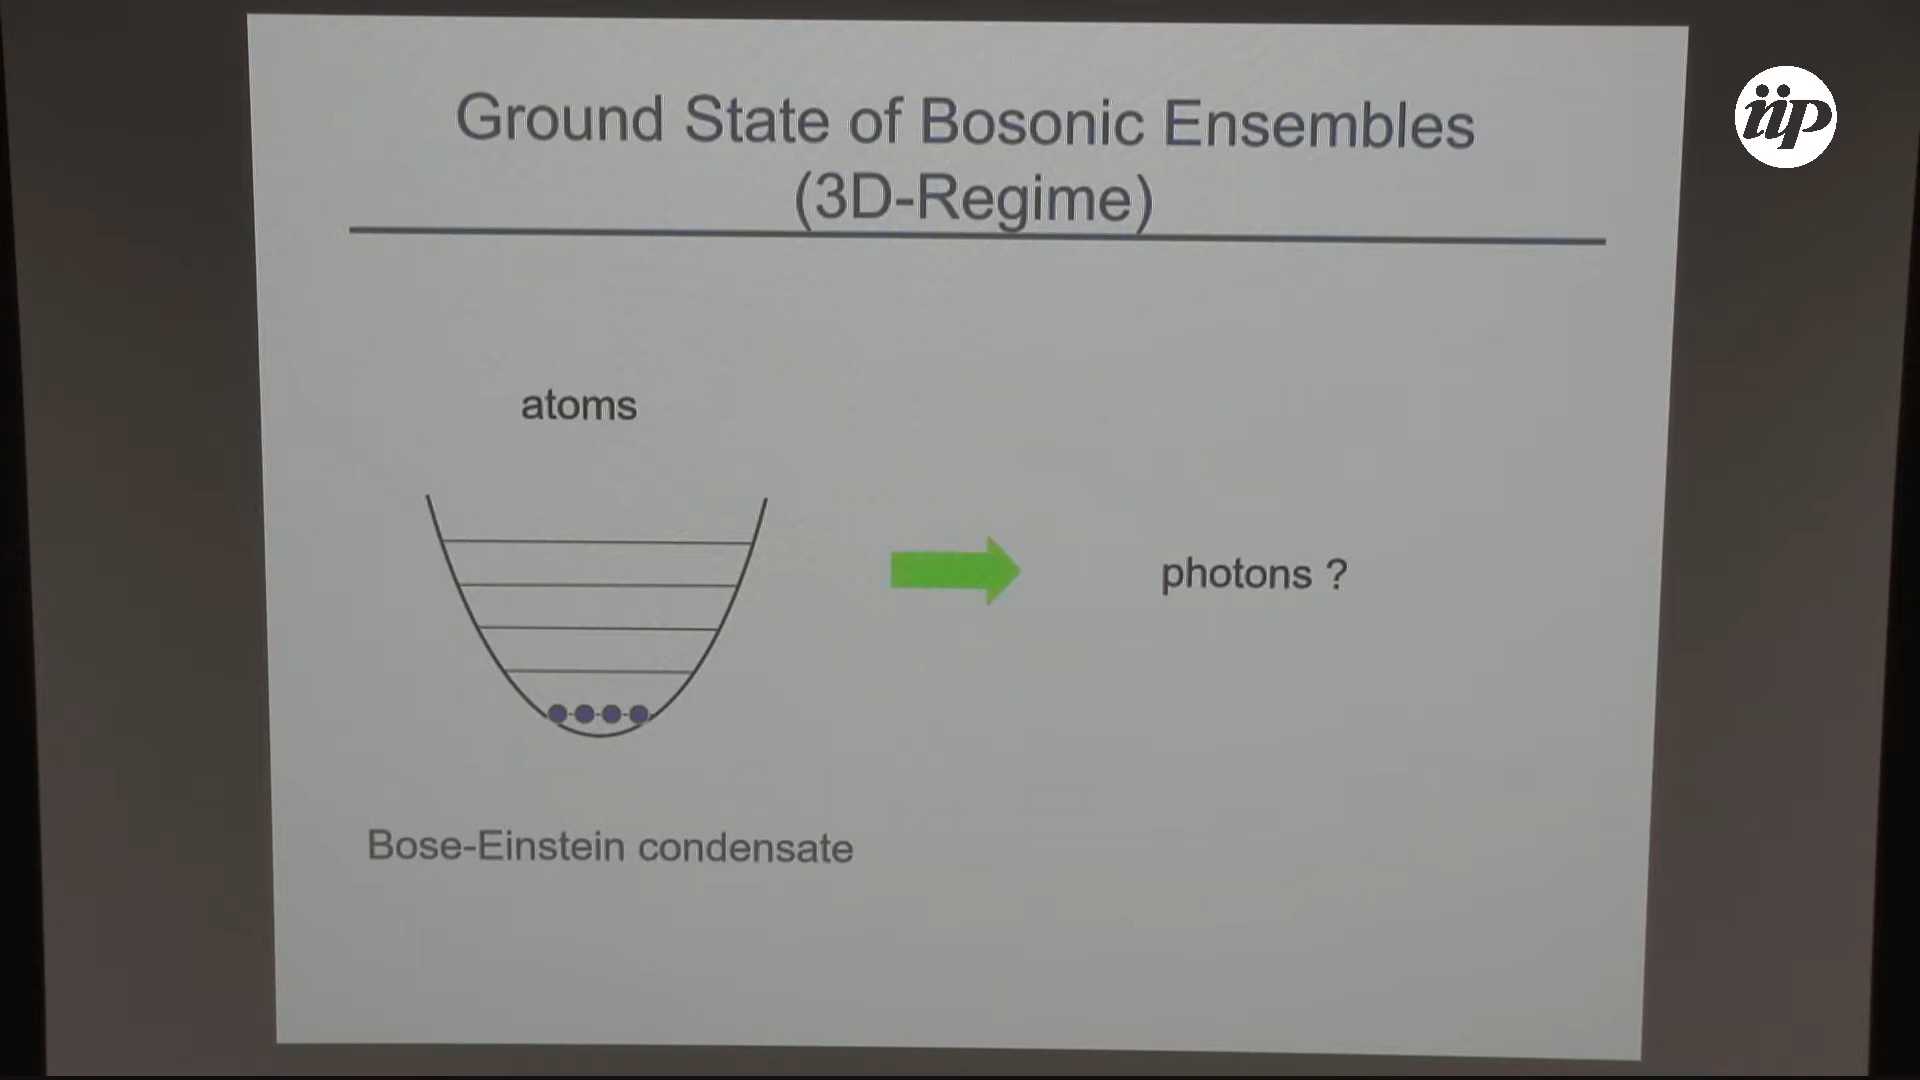 Ground State of Bosonic Ensembles
(3D-Regime)
atoms
photons ?
Bose-Einstein condensate
iip